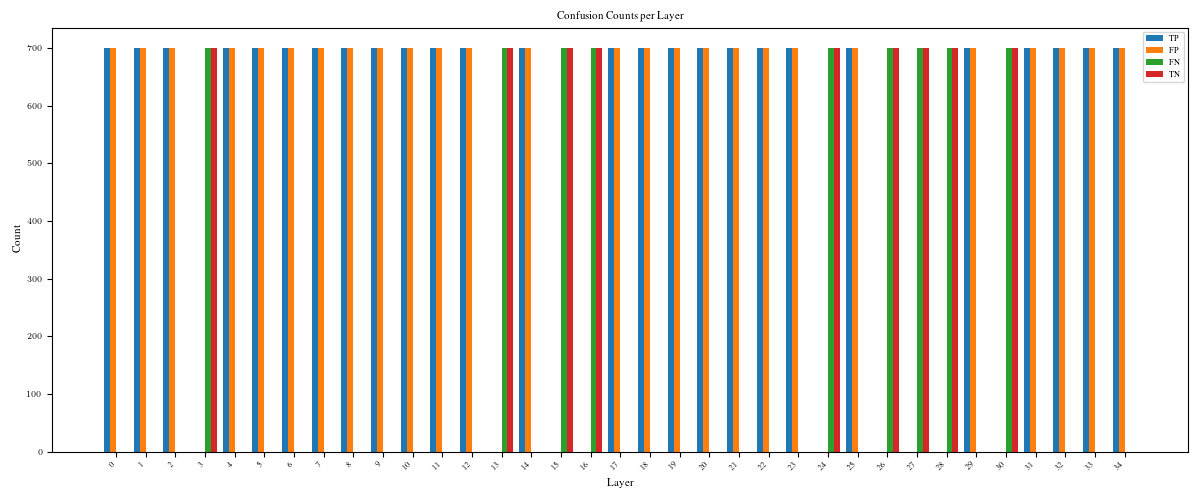 Confusion Counts per Layer
TP
FP
FN
TN
700
600
500
400
300
200
100
0
Count
0 1 2 3 4 5 6 7 8 9 10 11 12 13 14 15 16 17 18 19 20 21 22 23 24 25 26 27 28 29 30 31 32 33 34
Layer